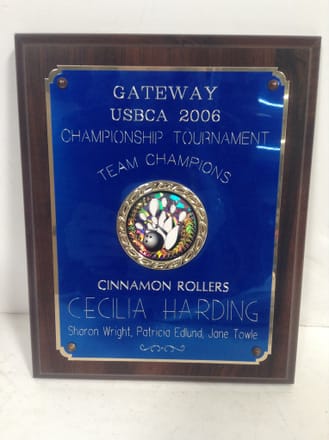 GATEWAY
USBCA 2006
CHAMPIONSHIP TOURNAMENT
TEAM CHAMPIONS
CINNAMON ROLLERS
CECILIA HARDING
Sharon Wright, Patricia Edlund, Jane Towle